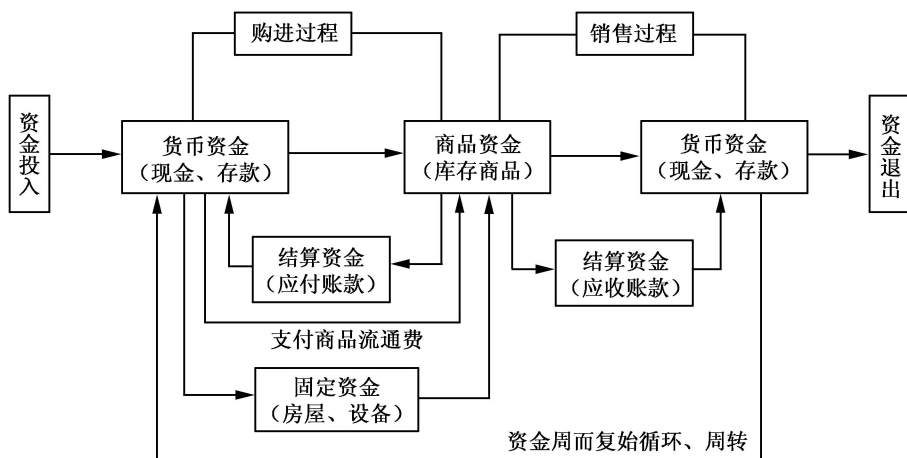 购进过程
销售过程
资金投入
货币资金
（现金、存款）
商品资金
（库存商品）
货币资金
（现金、存款）
资金退出
结算资金
（应付账款）
结算资金
（应收账款）
支付商品流通费
固定资金
（房屋、设备）
资金周而复始循环、周转